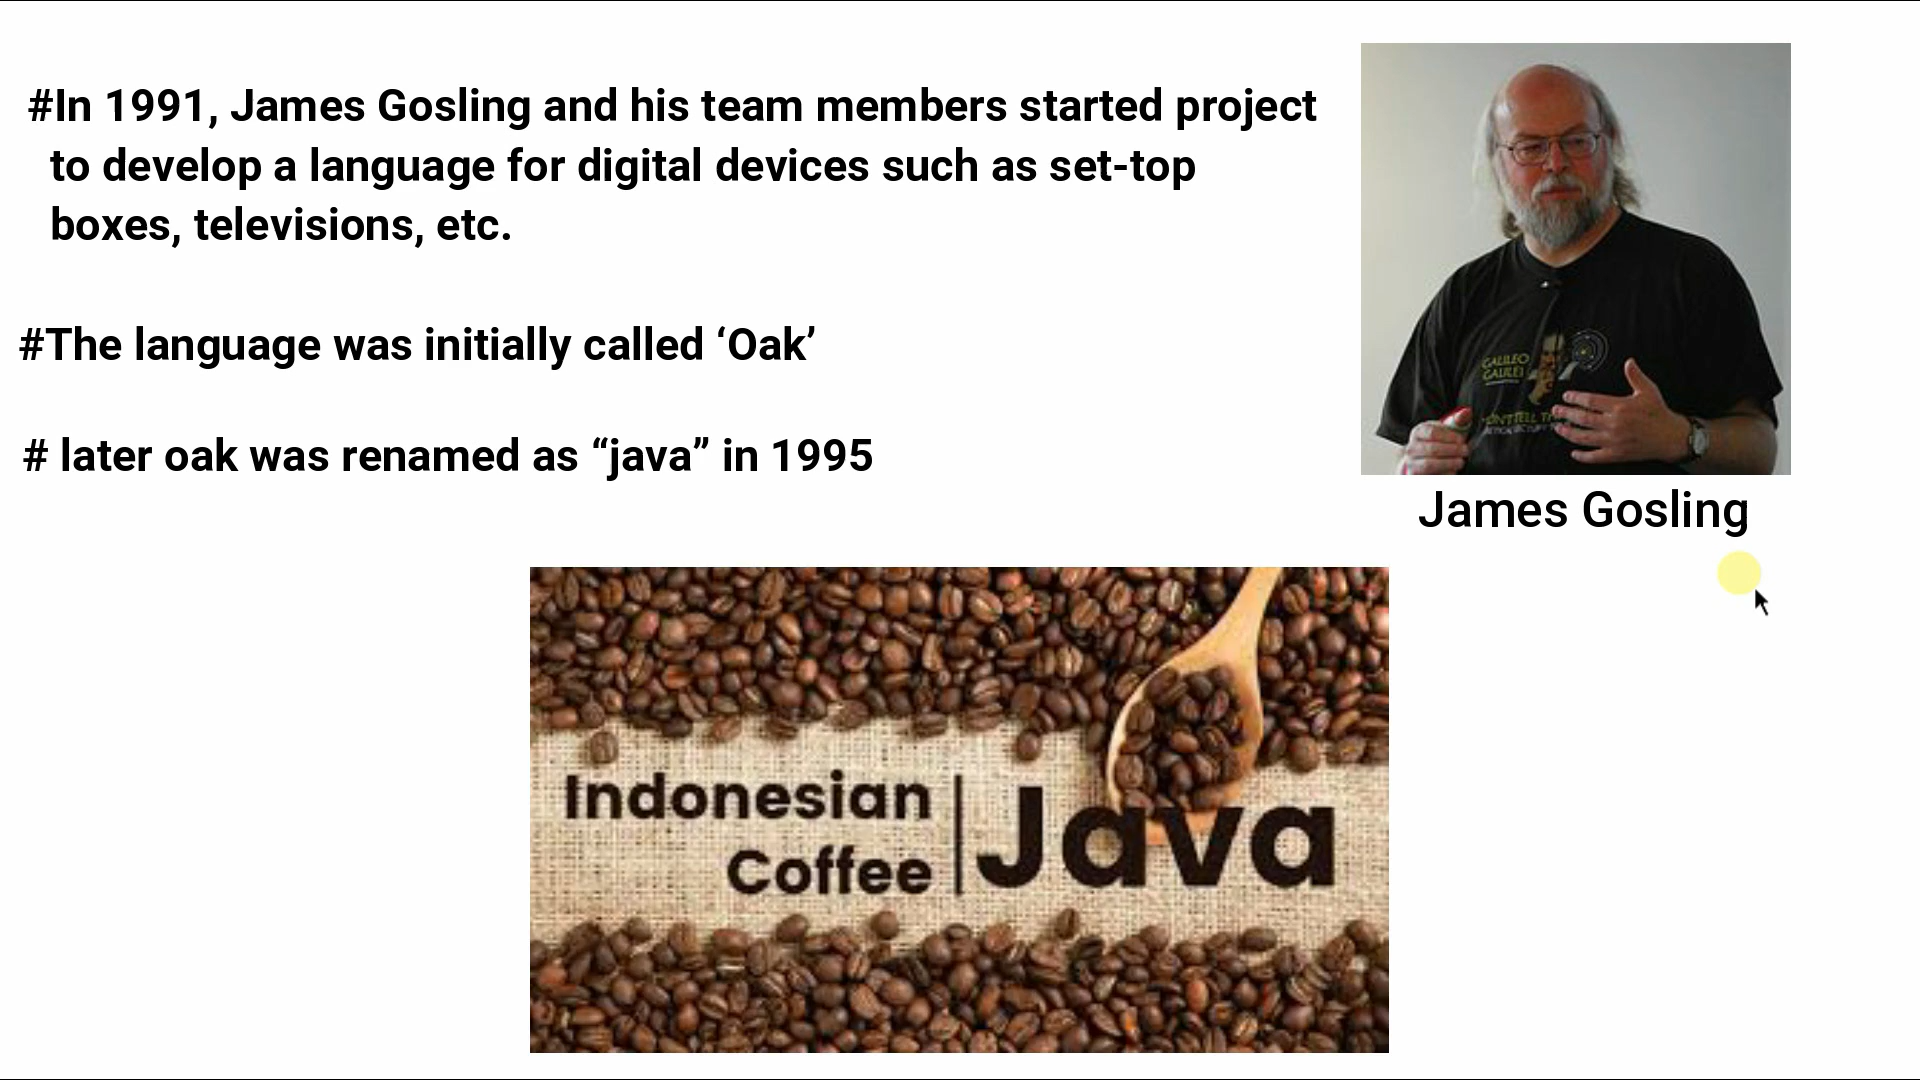 #In 1991, James Gosling and his team members started project
to develop a language for digital devices such as set-top
boxes, televisions, etc.
#The language was initially called ‘Oak’
# later oak was renamed as “java” in 1995
GALILEO
GALILEI
James Gosling
Indonesian
Coffee
Java